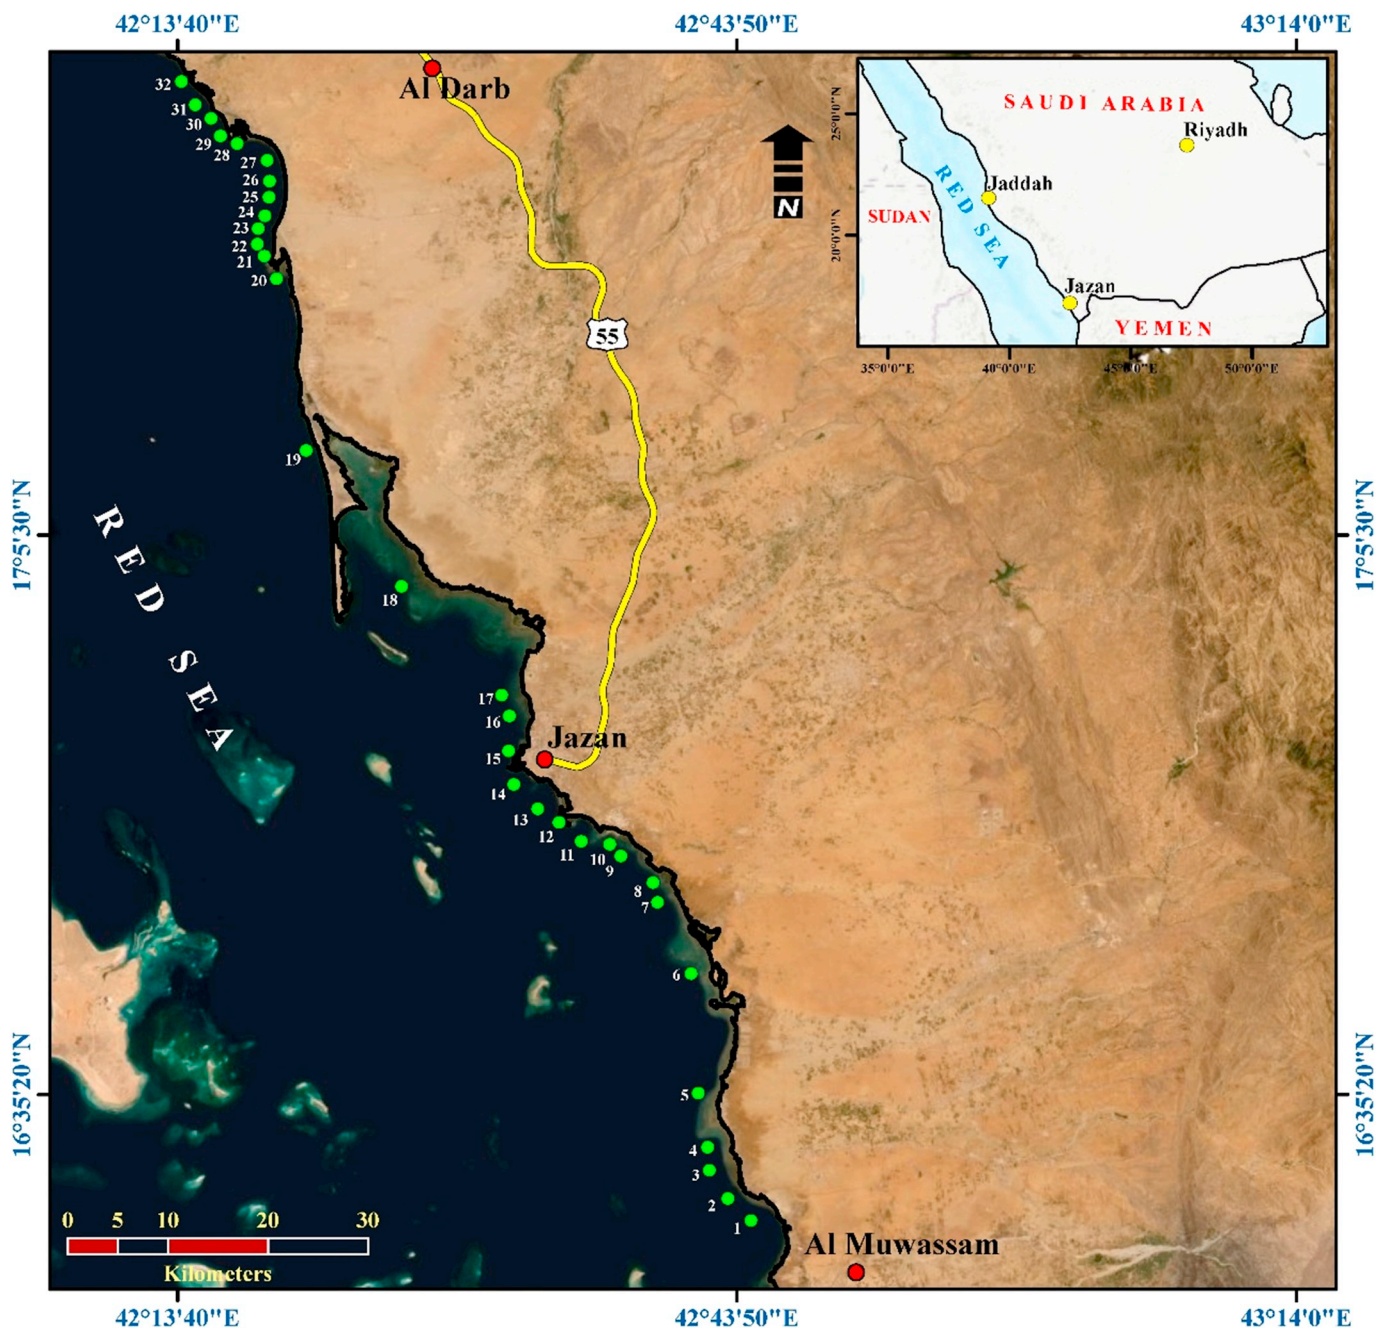 42°13'40"E
42°43'50"E
43°14'0"E
Al Darb
N
55
SAUDI ARABIA
Riyadh
Jaddah
SUDAN
RED SEA
Jazan
YEMEN
25°0'0"N
20°0'0"N
35°0'0"E
40°0'0"E
45°0'0"E
50°0'0"E
32
31
30
29
28
27
26
25
24
23
22
21
20
19
17°5'30"N
17°5'30"N
RED SEA
18
17
16
15
Jazan
14
13
12
11
10
9
8
7
6
16°35'20"N
16°35'20"N
5
4
3
2
1
Al Muwassam
0 5 10 20 30
Kilometers
42°13'40"E
42°43'50"E
43°14'0"E